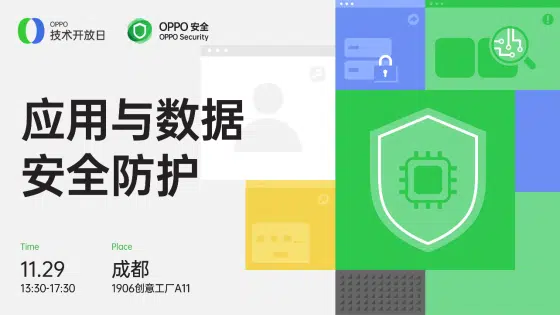 OPPO
技术开放日
OPPO 安全
OPPO Security
应用与数据
安全防护
Time
Place
11.29
成都
13:30-17:30
1906创意工厂A11